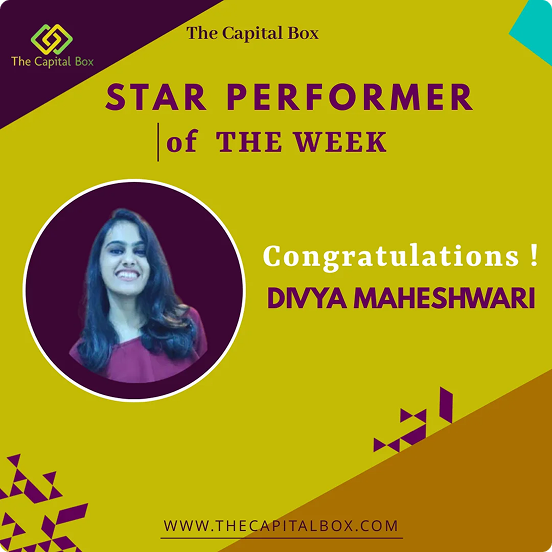 The Capital Box
The Capital Box
STAR PERFORMER
of THE WEEK
Congratulations !
DIVYA MAHESHWARI
WWW.THECAPITALBOX.COM